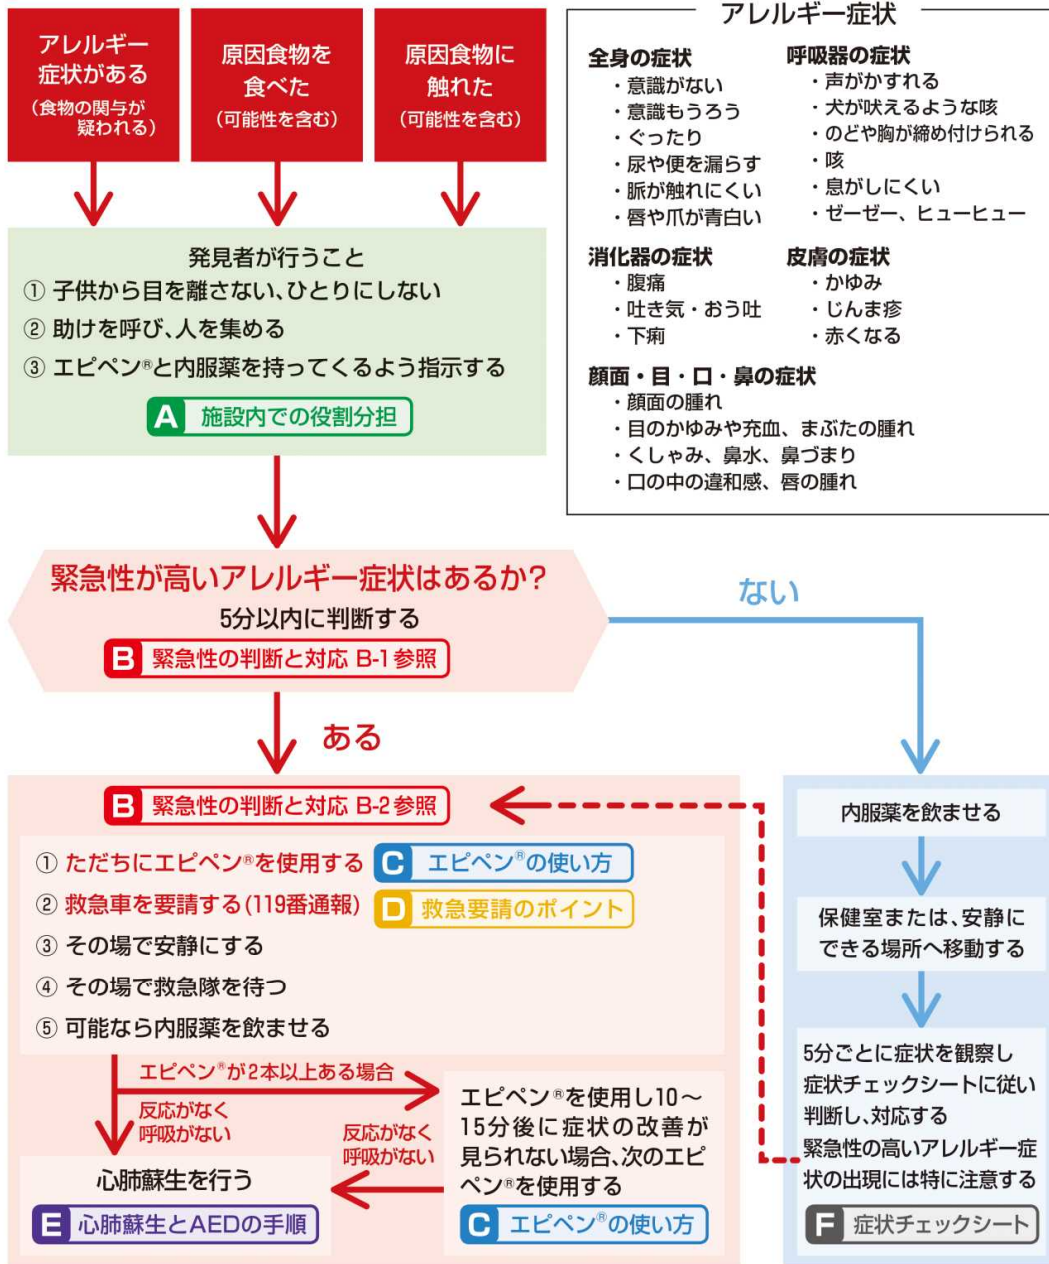 アレルギー
症状がある
(食物の関与が
疑われる)
原因食物を
食べた
(可能性を含む)
原因食物に
触れた
(可能性を含む)
発見者が行うこと
① 子供から目を離さない、ひとりにしない
② 助けを呼び、人を集める
③ エピペン®と内服薬を持ってくるよう指示する
A 施設内での役割分担
アレルギー症状
全身の症状
・意識がない
・意識もうろう
・ぐったり
・尿や便を漏らす
・脈が触れにくい
・唇や爪が青白い
呼吸器の症状
・声がかすれる
・犬が吠えるような咳
・のどや胸が締め付けられる
・咳
・息がしにくい
・ゼーゼー、ヒューヒュー
消化器の症状
・腹痛
・吐き気・おう吐
・下痢
皮膚の症状
・かゆみ
・じんま疹
・赤くなる
顔面・目・口・鼻の症状
・顔面の腫れ
・目のかゆみや充血、まぶたの腫れ
・くしゃみ、鼻水、鼻づまり
・口の中の違和感、唇の腫れ
緊急性が高いアレルギー症状はあるか?
5分以内に判断する
B 緊急性の判断と対応 B-1参照
ない
ある
B 緊急性の判断と対応 B-2参照
① ただちにエピペン®を使用する
C エピペン®の使い方
② 救急車を要請する(119番通報)
D 救急要請のポイント
③ その場で安静にする
④ その場で救急隊を待つ
⑤ 可能なら内服薬を飲ませる
エピペン®が2本以上ある場合
反応がなく
呼吸がない
エピペン®を使用し10~
15分後に症状の改善が
見られない場合、次のエピ
ペン®を使用する
C エピペン®の使い方
反応がなく
呼吸がない
心肺蘇生を行う
E 心肺蘇生とAEDの手順
内服薬を飲ませる
保健室または、安静に
できる場所へ移動する
5分ごとに症状を観察し
症状チェックシートに従い
判断し、対応する
緊急性の高いアレルギー症
状の出現には特に注意する
F 症状チェックシート